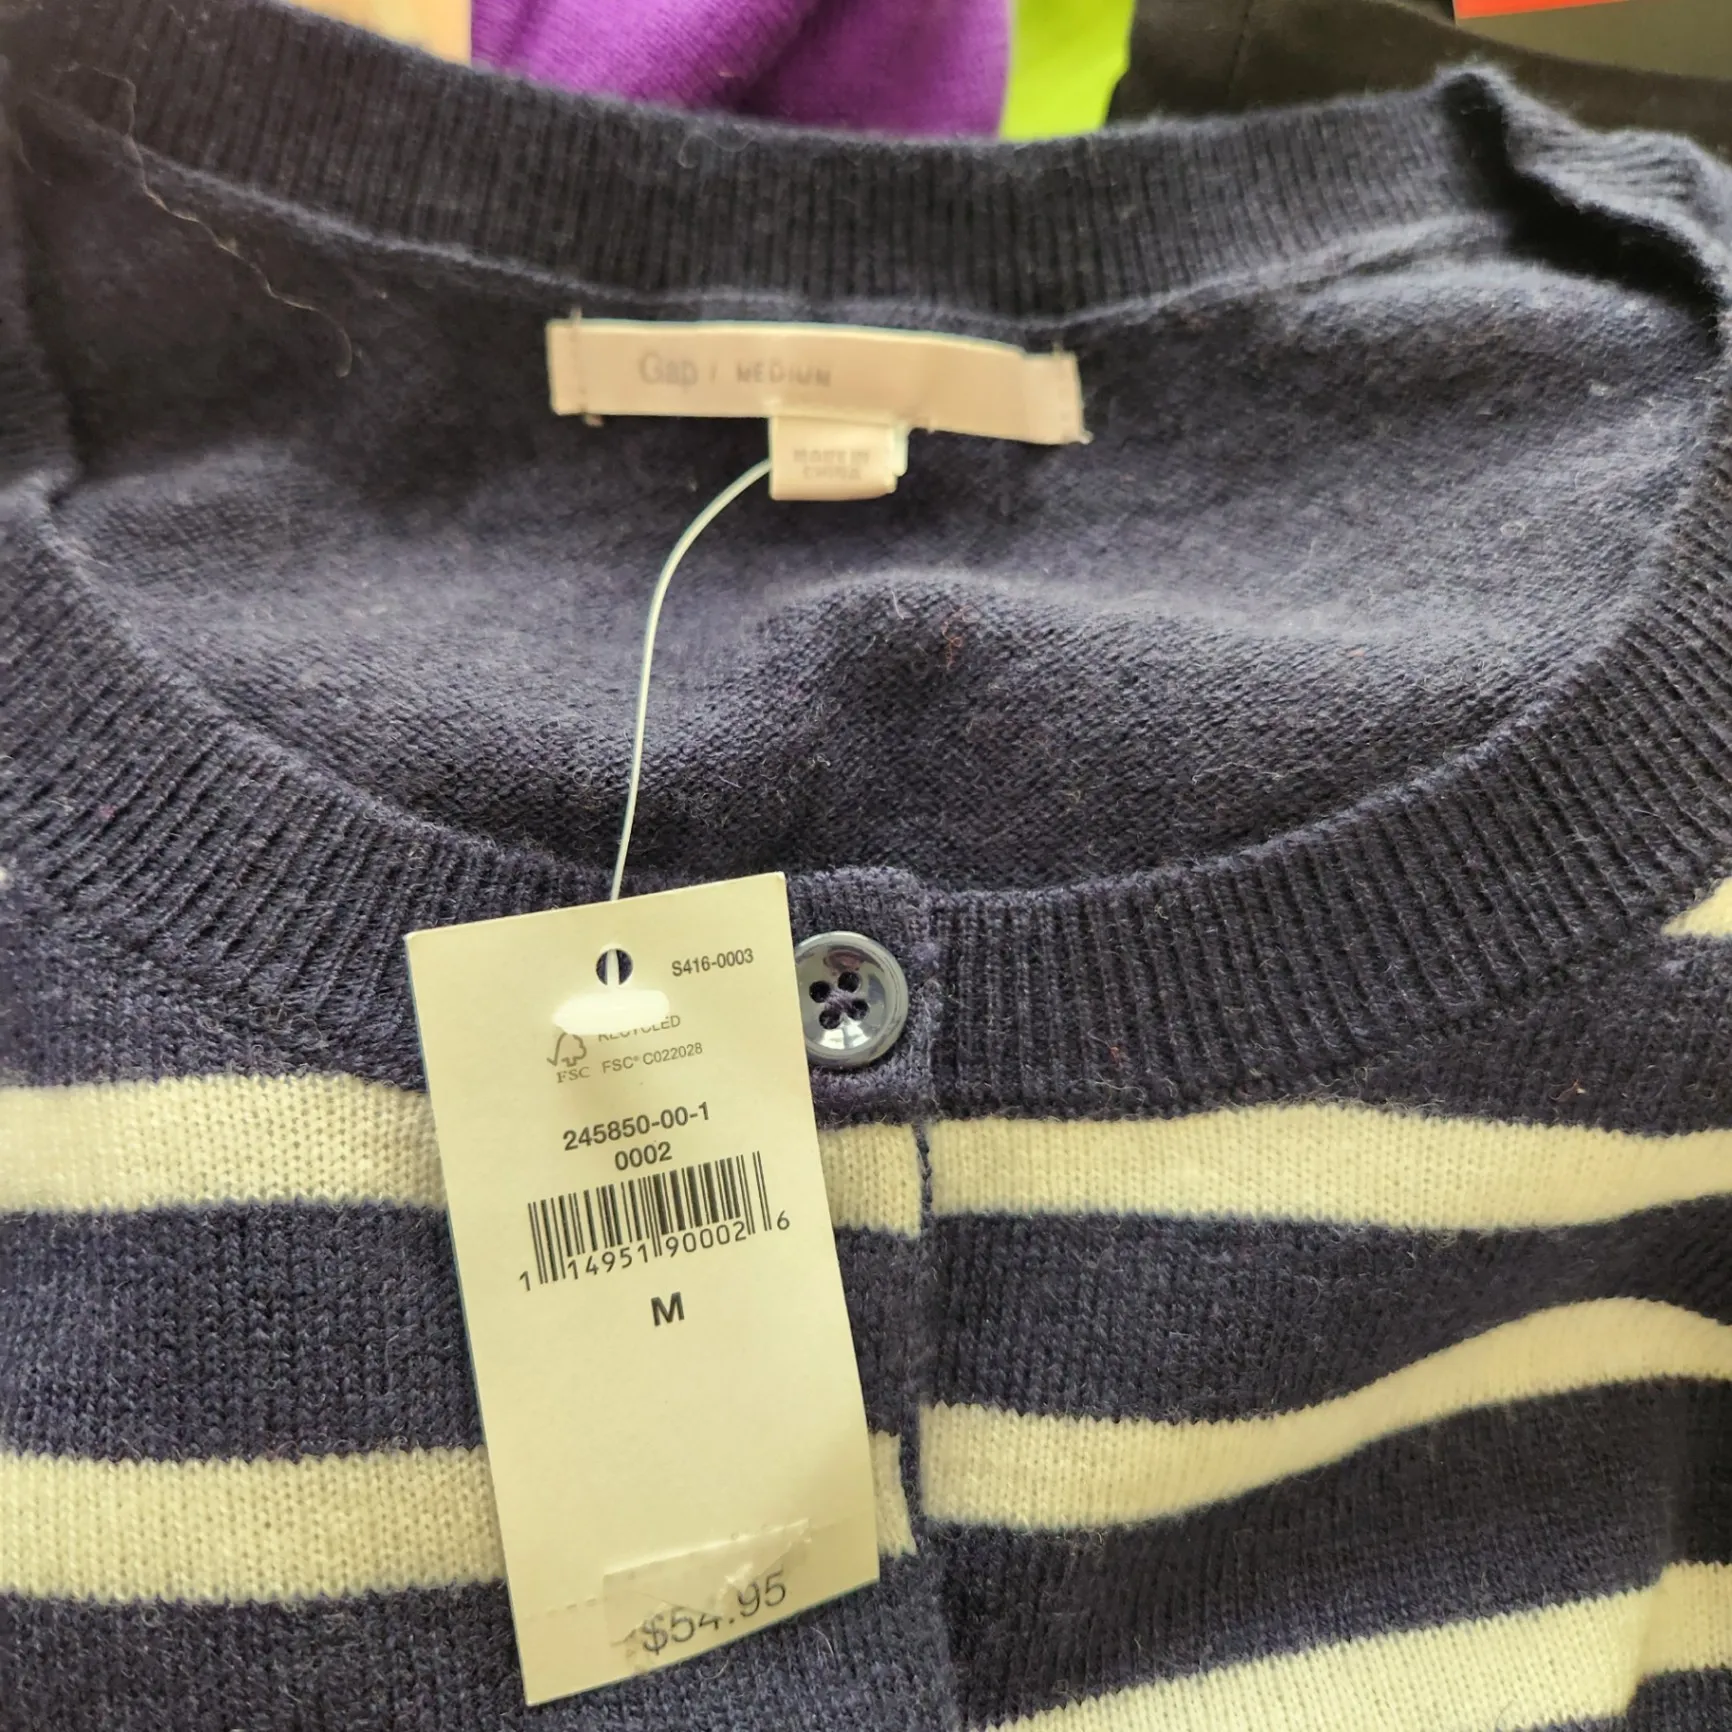 Gap | MEDIUM
MADE IN
CHINA
S416-0003
RECYCLED
FSC FSC® C022028
245850-00-1
0002
1 14951 90002 6
M
$54.95